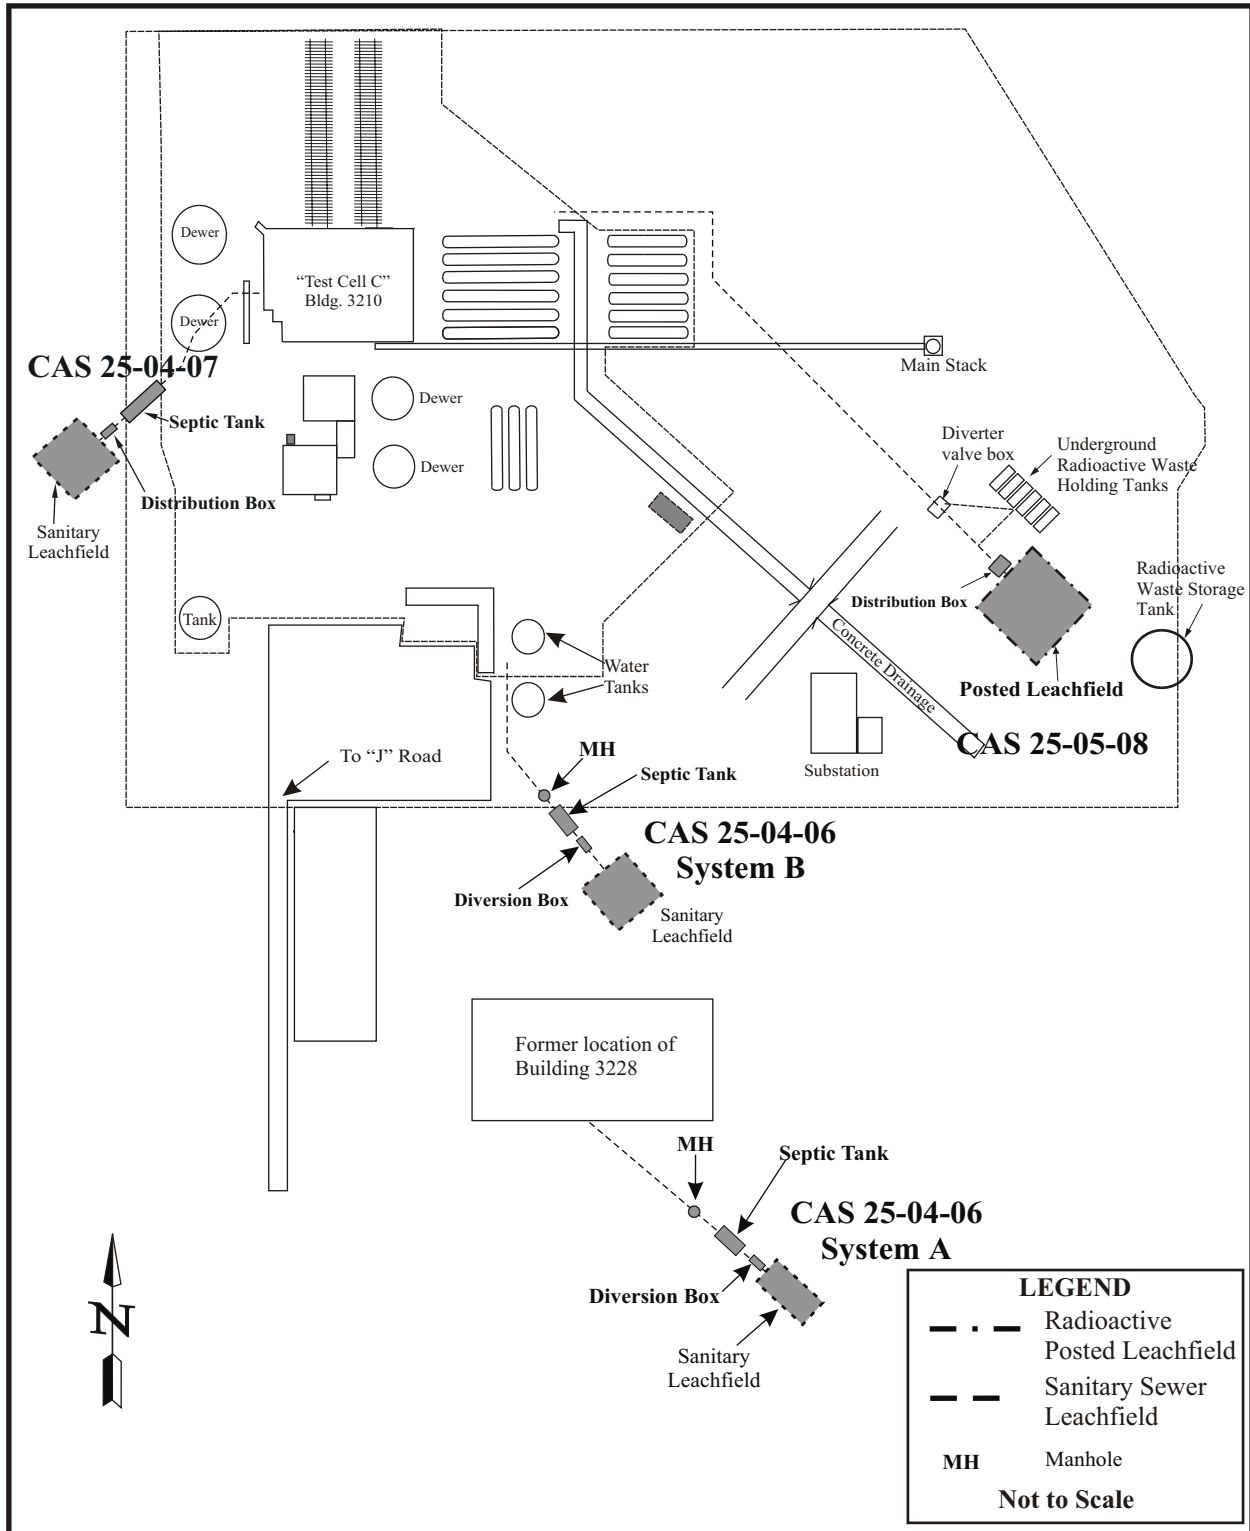 Dewer
“Test Cell C”
Bldg. 3210
Dewer
Main Stack
CAS 25-04-07
Septic Tank
Dewer
Dewer
Distribution Box
Sanitary
Leachfield
Diverter
valve box
Underground
Radioactive Waste
Holding Tanks
Radioactive
Waste Storage
Tank
Distribution Box
Tank
Concrete Drainage
Water
Tanks
Posted Leachfield
CAS 25-05-08
To “J” Road
MH
Septic Tank
Substation
CAS 25-04-06
System B
Diversion Box
Sanitary
Leachfield
Former location of
Building 3228
MH
Septic Tank
CAS 25-04-06
System A
Diversion Box
Sanitary
Leachfield
N
LEGEND
Radioactive
Posted Leachfield
Sanitary Sewer
Leachfield
MH Manhole
Not to Scale